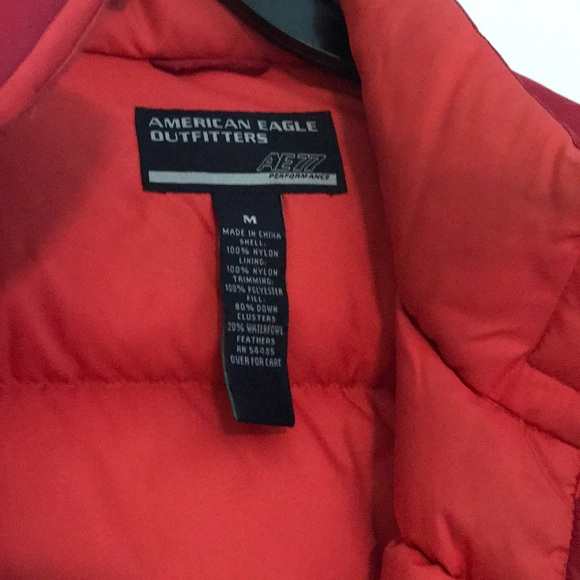 AMERICAN EAGLE
OUTFITTERS
AE77
PERFORMANCE
M
MADE IN CHINA
SHELL:
100% NYLON
LINING:
100% NYLON
TRIMMING:
100% POLYESTER
FILL:
80% DOWN
CLUSTERS
20% WATERFOWL
FEATHERS
RN 54485
OVER FOR CARE